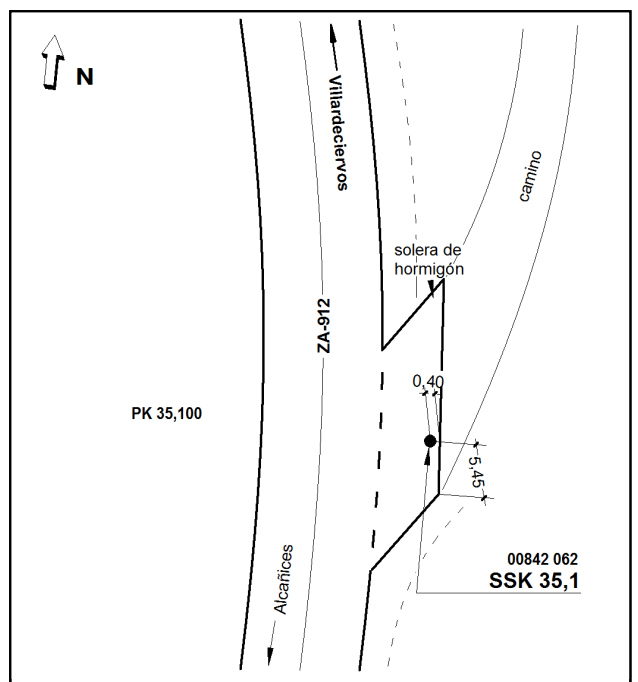 N
Villardeciervos
camino
solera de
hormigón
ZA-912
0,40
PK 35,100
5,45
00842 062
SSK 35,1
Alcañices